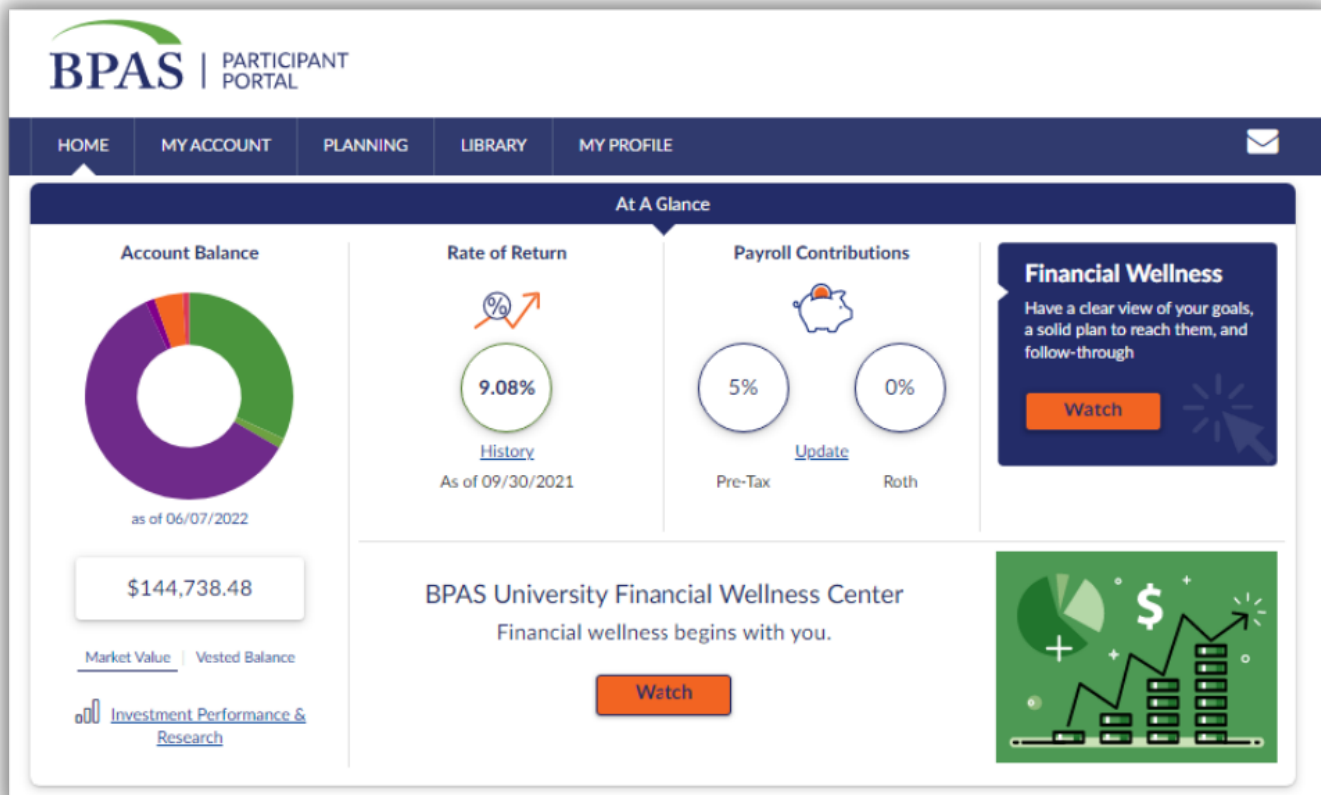 BPAS | PARTICIPANT
PORTAL
HOME MY ACCOUNT PLANNING LIBRARY MY PROFILE
At A Glance
Account Balance
as of 06/07/2022
$144,738.48
Market Value | Vested Balance
Investment Performance &
Research
Rate of Return
%
9.08%
History
As of 09/30/2021
Payroll Contributions
5% 0%
Update
Pre-Tax Roth
Financial Wellness
Have a clear view of your goals,
a solid plan to reach them, and
follow-through
Watch
BPAS University Financial Wellness Center
Financial wellness begins with you.
Watch
$